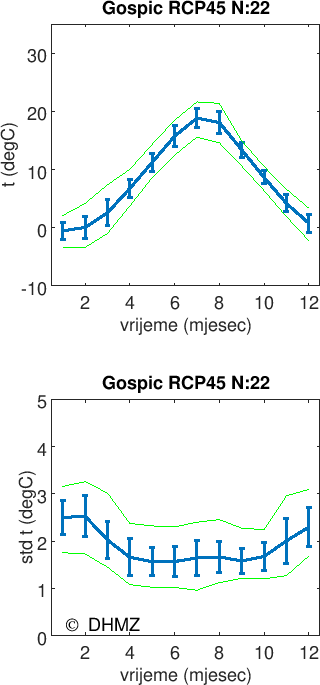 Gospic RCP45 N:22
30
20
10
0
-10
t (degC)
2 4 6 8 10 12
vrijeme (mjesec)
Gospic RCP45 N:22
5
4
3
2
1
0
std t (degC)
© DHMZ
2 4 6 8 10 12
vrijeme (mjesec)